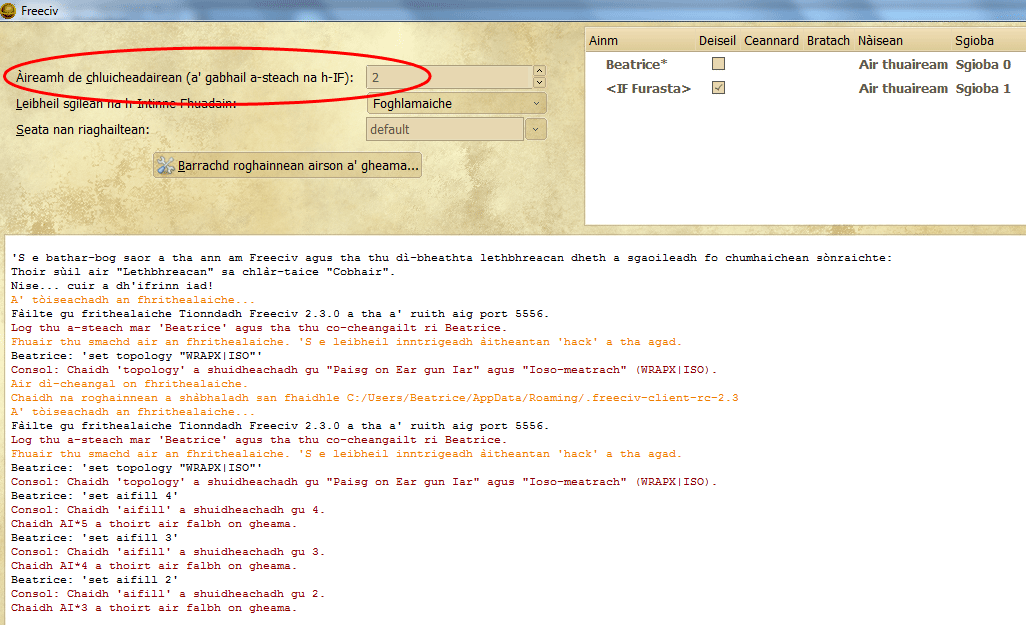 Freeciv
Àireamh de chluicheadairean (a' gabhail a-steach na h-IF): 2
Leibheil sgilean na h-Intinne Fhuadain: Foghlamaiche
Seata nan riaghailtean: default
Barrachd roghainnean airson a' gheama...
Ainm Deiseil Ceannard Bratach Nàisean Sgioba
Beatrice* Air thuaiream Sgioba 0
<IF Furasta> Air thuaiream Sgioba 1
'S e bathar-bog saor a tha ann am Freeciv agus tha thu dì-bheathta lethbhreacan dheth a sgaoileadh fo chumhaichean sònraichte:
Thoir sùil air "Lethbhreacan" sa chlàr-taice "Cobhair".
Nise... cuir a dh'ifrinn iad!
A' tòiseachadh an fhrithealaiche...
Fàilte gu frithealaiche Tionndadh Freeciv 2.3.0 a tha a' ruith aig port 5556.
Log thu a-steach mar 'Beatrice' agus tha thu co-cheangailt ri Beatrice.
Fhuair thu smachd air an fhrithealaiche. 'S e leibheil inntrigeadh àitheantan 'hack' a tha agad.
Beatrice: 'set topology "WRAPX|ISO"'
Consol: Chaidh 'topology' a shuidheachadh gu "Paisg on Ear gun Iar" agus "Ioso-meatrach" (WRAPX|ISO).
Air dì-cheangal on fhrithealaiche.
Chaidh na roghainnean a shàbhaladh san fhaidhle C:/Users/Beatrice/AppData/Roaming/.freeciv-client-rc-2.3
A' tòiseachadh an fhrithealaiche...
Fàilte gu frithealaiche Tionndadh Freeciv 2.3.0 a tha a' ruith aig port 5556.
Log thu a-steach mar 'Beatrice' agus tha thu co-cheangailt ri Beatrice.
Fhuair thu smachd air an fhrithealaiche. 'S e leibheil inntrigeadh àitheantan 'hack' a tha agad.
Beatrice: 'set topology "WRAPX|ISO"'
Consol: Chaidh 'topology' a shuidheachadh gu "Paisg on Ear gun Iar" agus "Ioso-meatrach" (WRAPX|ISO).
Beatrice: 'set aifill 4'
Consol: Chaidh 'aifill' a shuidheachadh gu 4.
Chaidh AI*5 a thoirt air falbh on gheama.
Beatrice: 'set aifill 3'
Consol: Chaidh 'aifill' a shuidheachadh gu 3.
Chaidh AI*4 a thoirt air falbh on gheama.
Beatrice: 'set aifill 2'
Consol: Chaidh 'aifill' a shuidheachadh gu 2.
Chaidh AI*3 a thoirt air falbh on gheama.